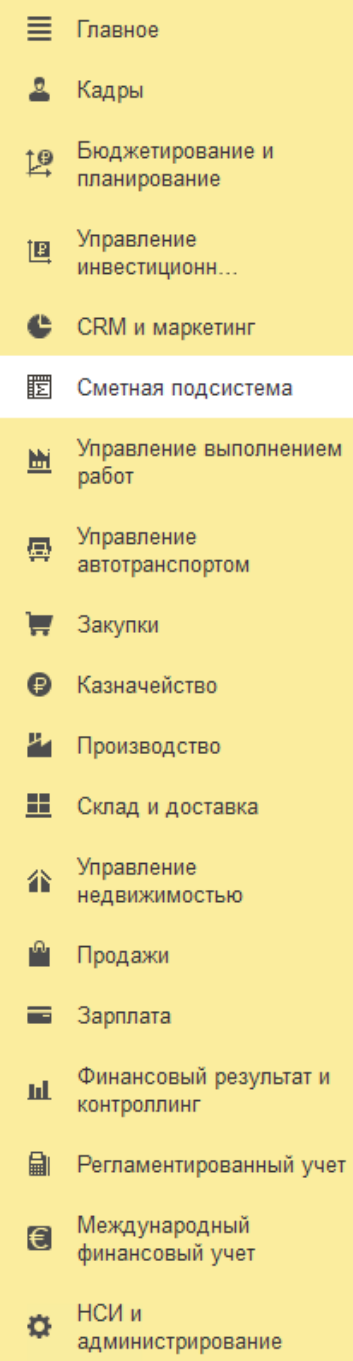 Главное
Кадры
Бюджетирование и
планирование
Управление
инвестиционн...
CRM и маркетинг
Сметная подсистема
Управление выполнением
работ
Управление
автотранспортом
Закупки
Казначейство
Производство
Склад и доставка
Управление
недвижимостью
Продажи
Зарплата
Финансовый результат и
контроллинг
Регламентированный учет
Международный
финансовый учет
НСИ и
администрирование